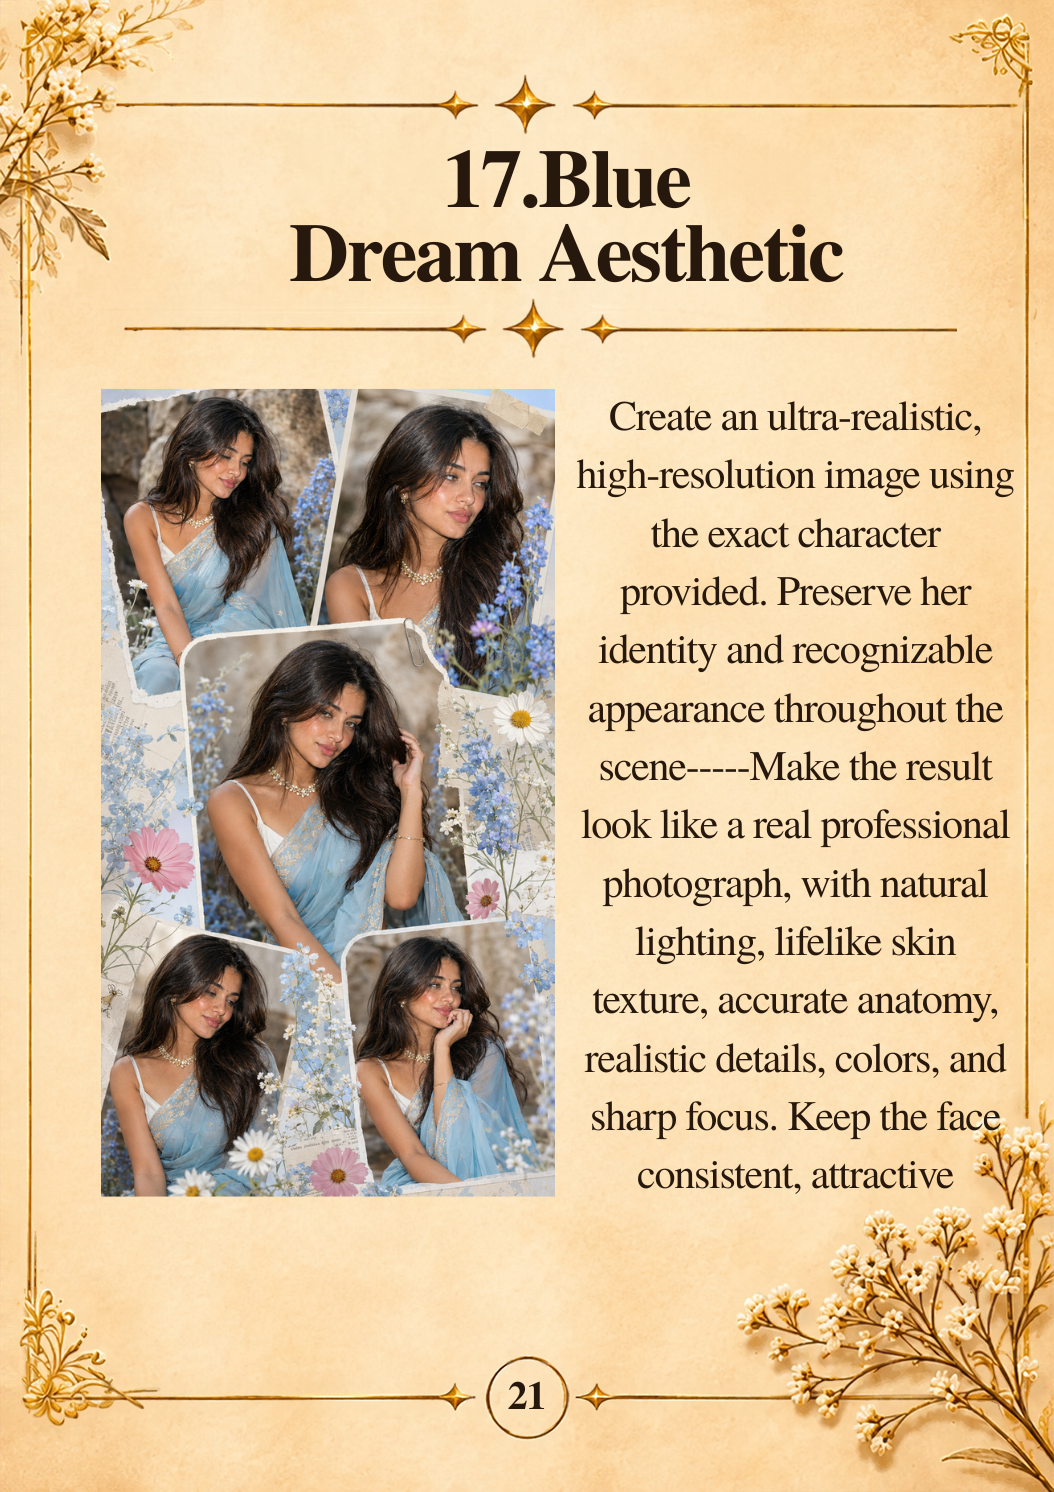 17.Blue
Dream Aesthetic
Create an ultra-realistic,
high-resolution image using
the exact character
provided. Preserve her
identity and recognizable
appearance throughout the
scene-----Make the result
look like a real professional
photograph, with natural
lighting, lifelike skin
texture, accurate anatomy,
realistic details, colors, and
sharp focus. Keep the face
consistent, attractive
21